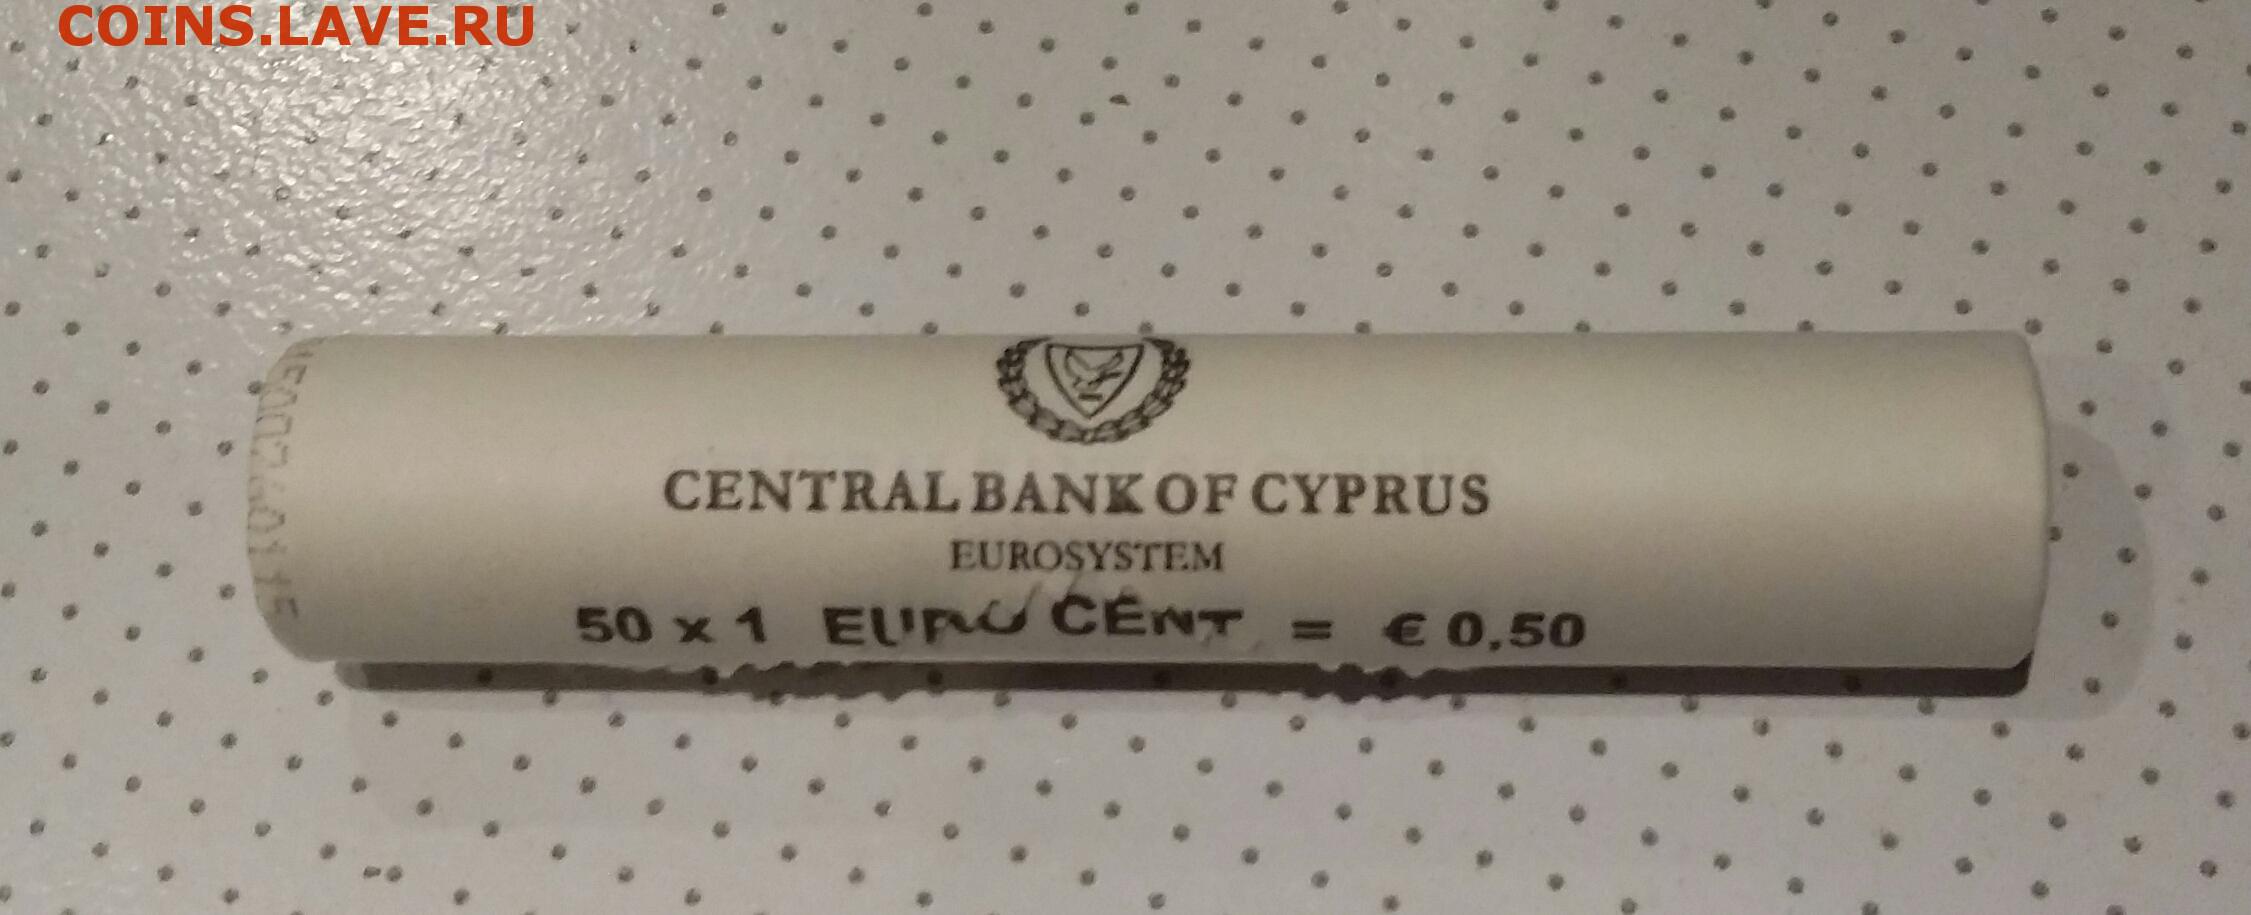 COINS.LAVE.RU
CENTRAL BANK OF CYPRUS
EUROSYSTEM
50 x 1 EURO CENT = € 0.50